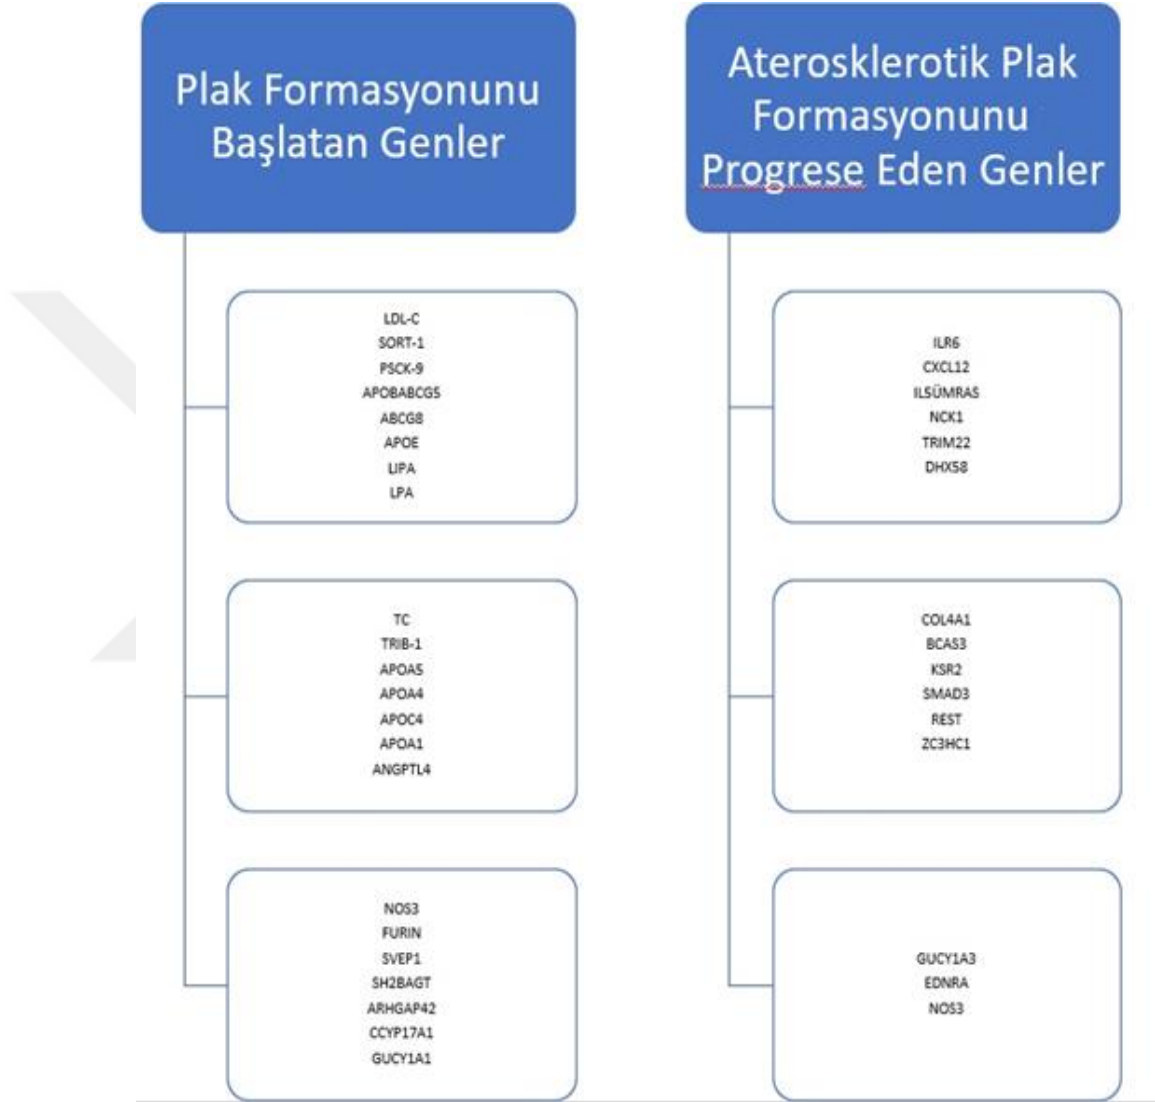 Plak Formasyonunu
Başlatan Genler
LDL-C
SORT-1
PSCK-9
APOBABCG5
ABCG8
APOE
LIPA
LPA
TC
TRIB-1
APOA5
APOA4
APOC4
APOA1
ANGPTL4
NOS3
FURIN
SVEP1
SH2BAGT
ARHGAP42
CCYP17A1
GUCY1A1
Aterosklerotik Plak
Formasyonunu
Progrese Eden Genler
ILR6
CXCL12
ILSÜMRAS
NCK1
TRIM22
DHX58
COL4A1
BCAS3
KSR2
SMAD3
REST
ZC3HC1
GUCY1A3
EDNRA
NOS3